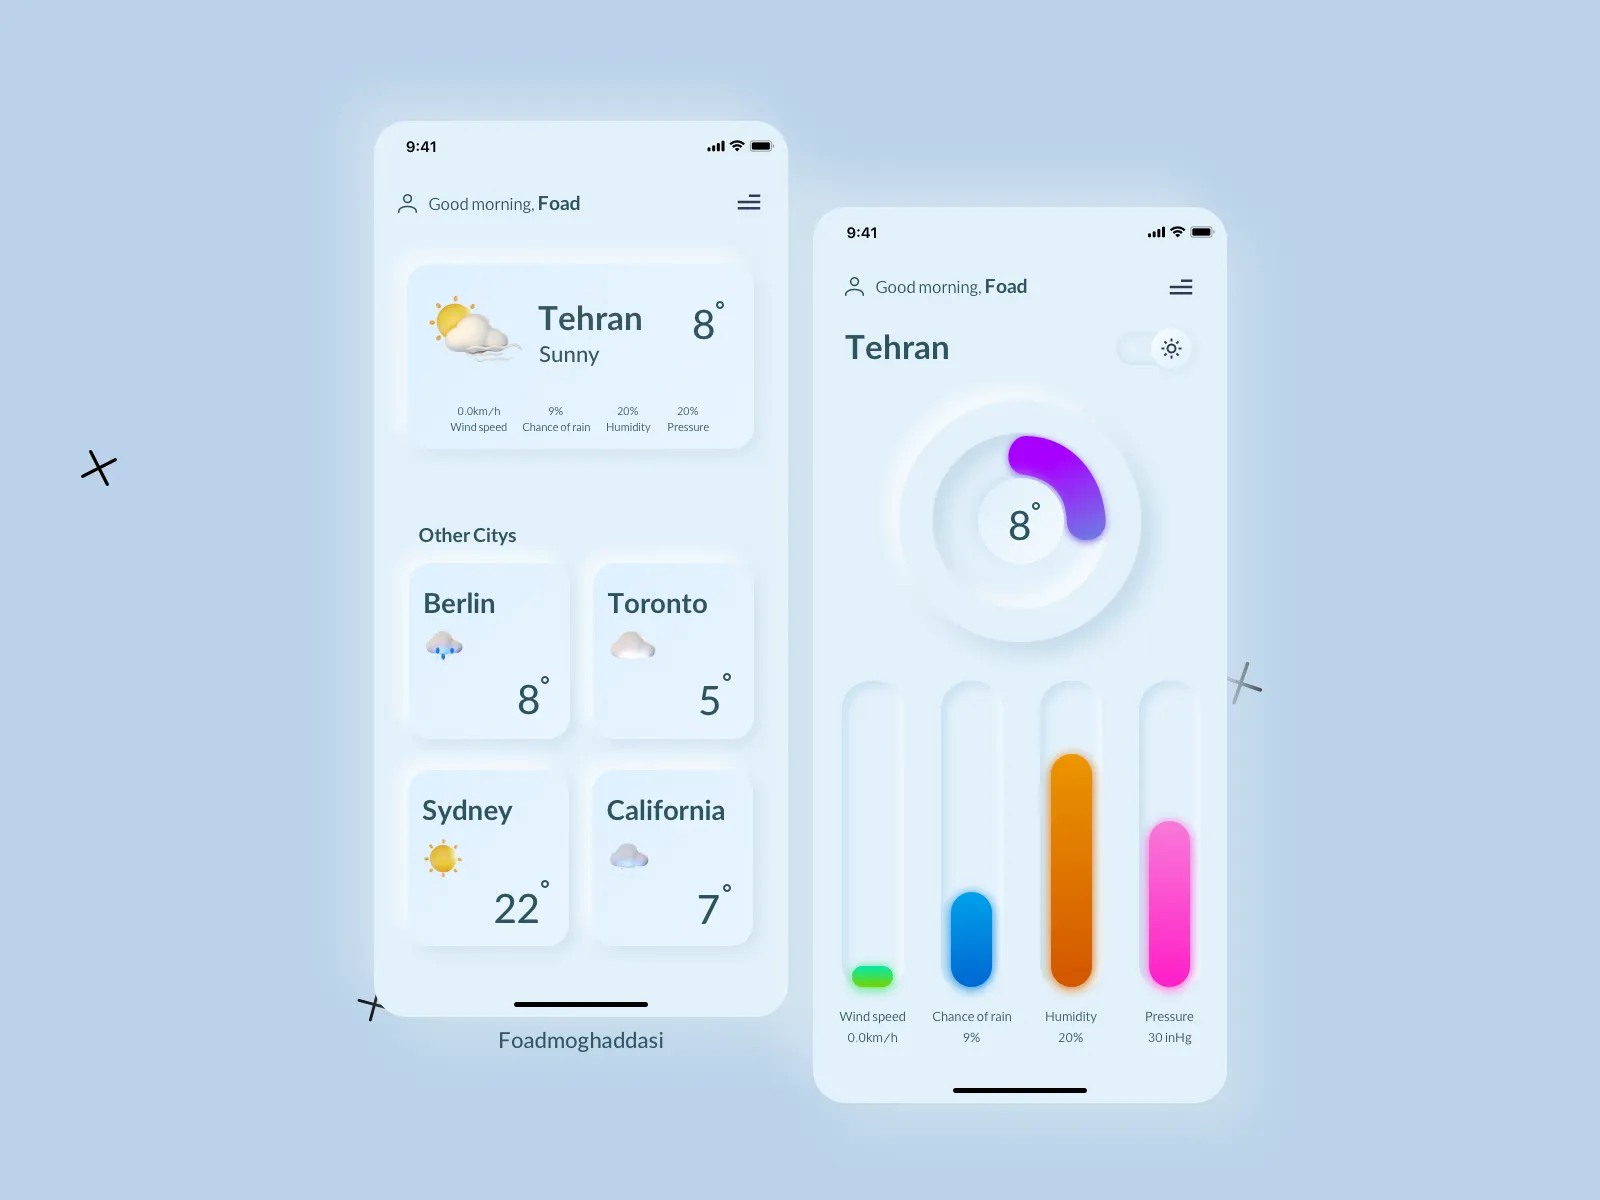 9:41
Good morning, Foad
Tehran
8°
Sunny
0.0km/h 9% 20% 20%
Wind speed Chance of rain Humidity Pressure
Other Citys
Berlin
8°
Toronto
5°
Sydney
22°
California
7°
Foadmoghaddasi
9:41
Good morning, Foad
Tehran
8°
Wind speed Chance of rain Humidity Pressure
0.0km/h 9% 20% 30 inHg